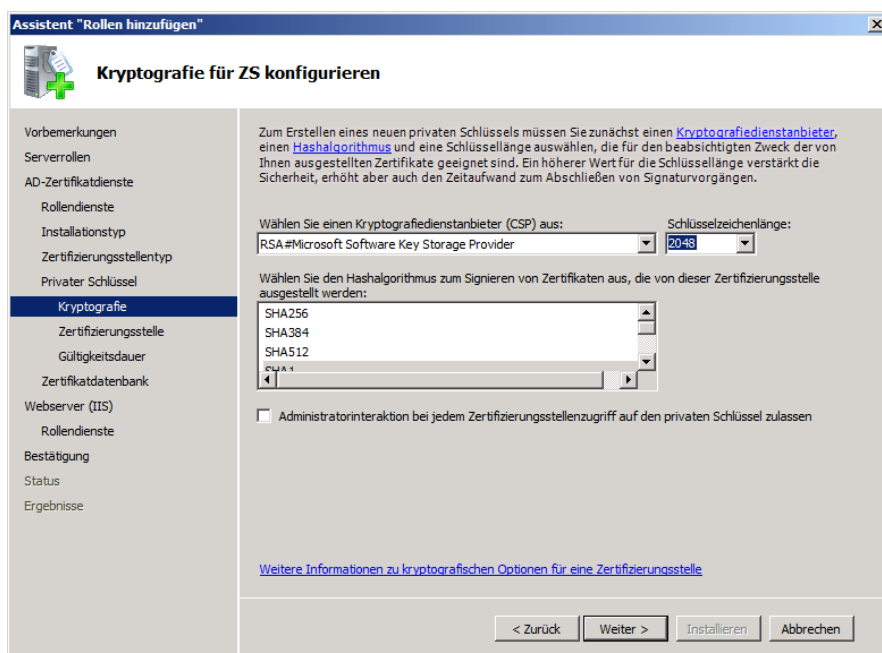 Assistent "Rollen hinzufügen"
Kryptografie für ZS konfigurieren
Vorbemerkungen
Serverrollen
AD-Zertifikatdienste
Rollendienste
Installationstyp
Zertifizierungsstellentyp
Privater Schlüssel
Kryptografie
Zertifizierungsstelle
Gültigkeitsdauer
Zertifikatdatenbank
Webserver (IIS)
Rollendienste
Bestätigung
Status
Ergebnisse
Zum Erstellen eines neuen privaten Schlüssels müssen Sie zunächst einen Kryptografiedienstanbieter,
einen Hashalgorithmus und eine Schlüssellänge auswählen, die für den beabsichtigten Zweck der von
Ihnen ausgestellten Zertifikate geeignet sind. Ein höherer Wert für die Schlüssellänge verstärkt die
Sicherheit, erhöht aber auch den Zeitaufwand zum Abschließen von Signaturvorgängen.
Wählen Sie einen Kryptografiedienstanbieter (CSP) aus:
Schlüsselzeichenlänge:
RSA#Microsoft Software Key Storage Provider
2048
Wählen Sie den Hashalgorithmus zum Signieren von Zertifikaten aus, die von dieser Zertifizierungsstelle
ausgestellt werden:
SHA256
SHA384
SHA512
SHA1
Administratorinteraktion bei jedem Zertifizierungsstellenzugriff auf den privaten Schlüssel zulassen
Weitere Informationen zu kryptografischen Optionen für eine Zertifizierungsstelle
< Zurück
Weiter >
Installieren
Abbrechen